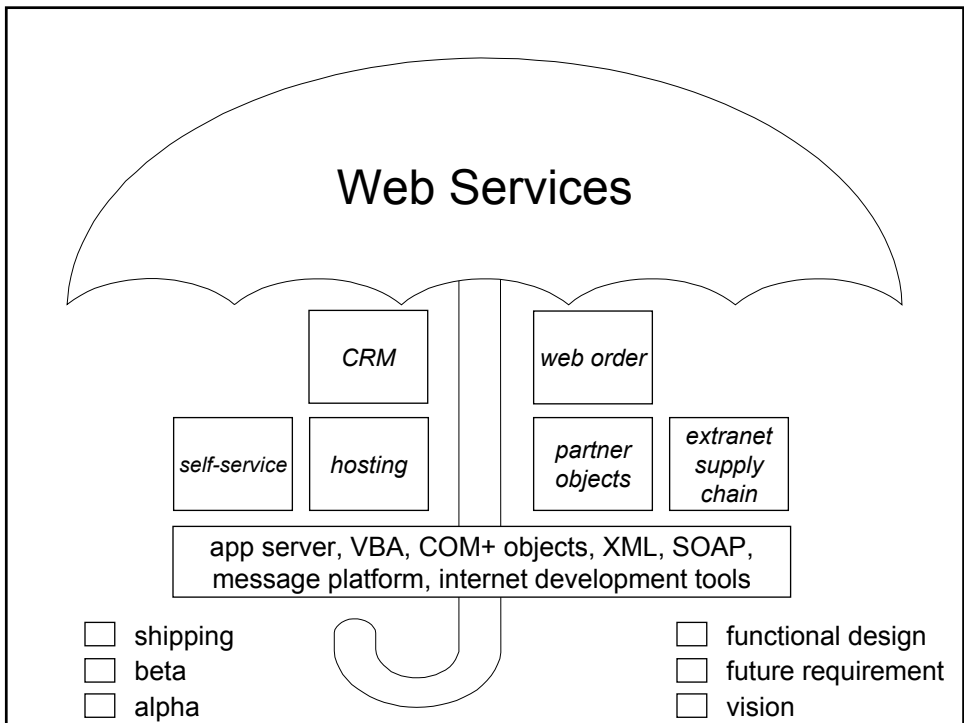 Web Services
CRM
web order
self-service
hosting
partner
objects
extranet
supply
chain
app server, VBA, COM+ objects, XML, SOAP,
message platform, internet development tools
shipping
beta
alpha
functional design
future requirement
vision